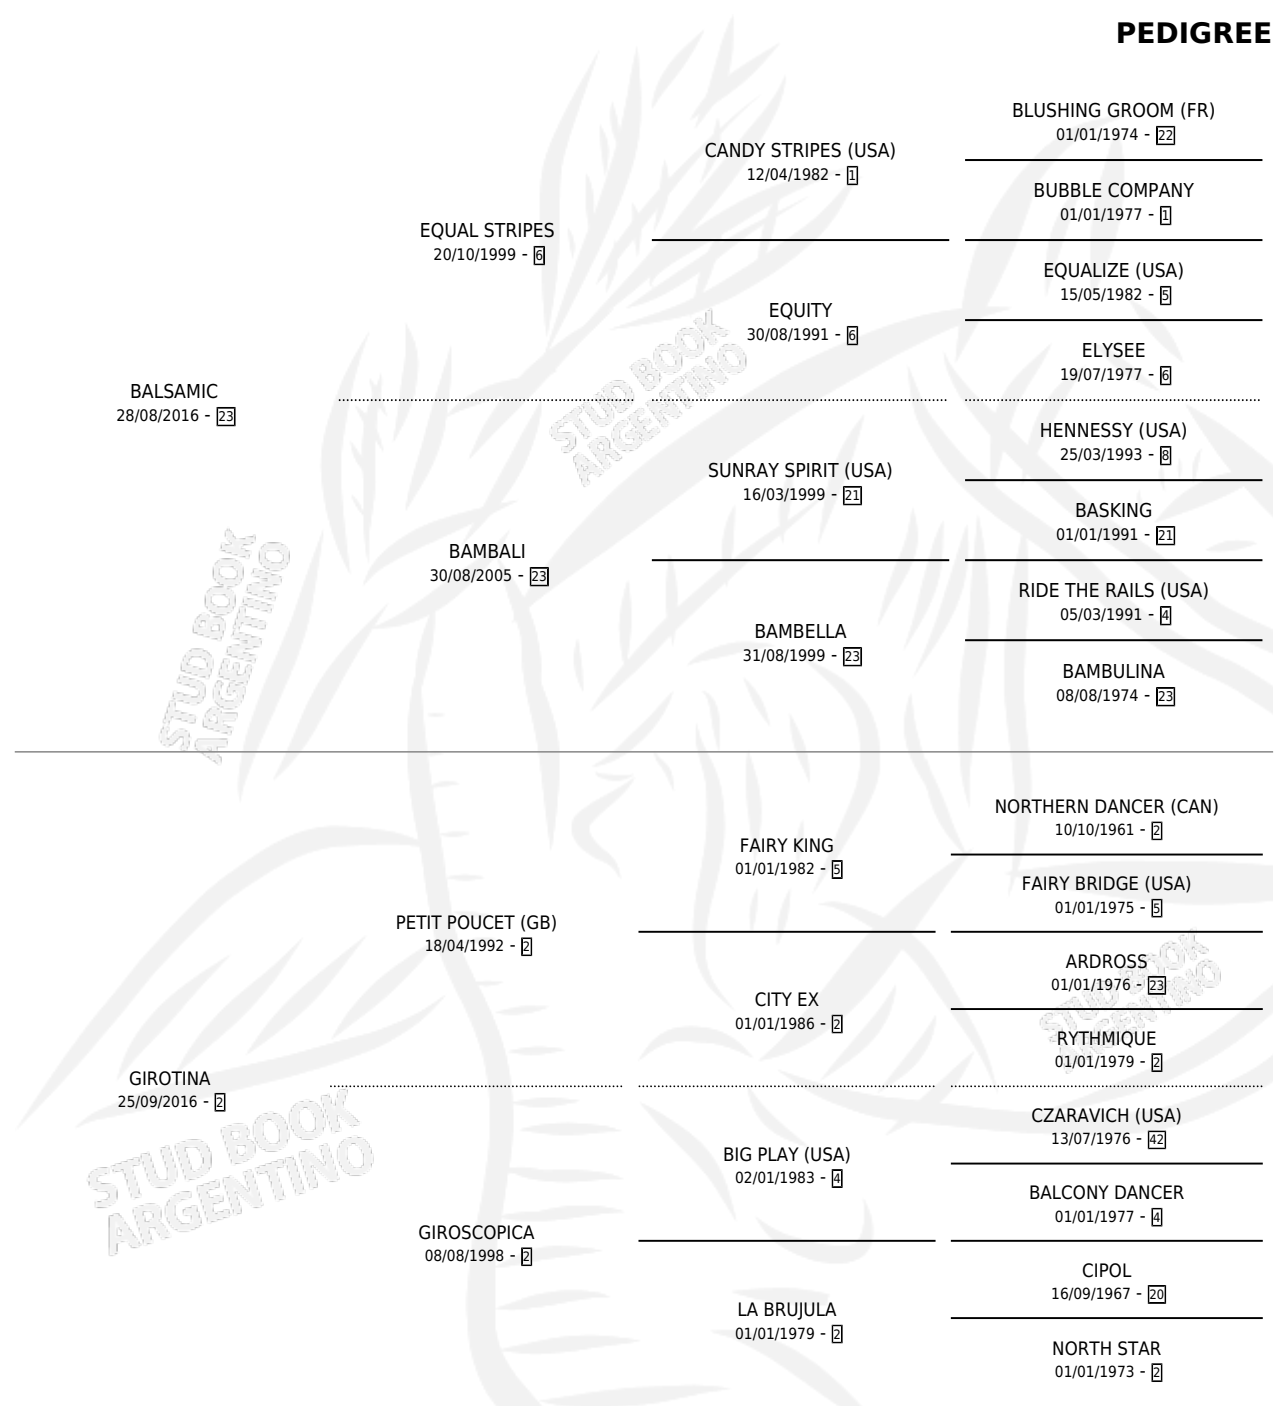 PEDIGREE
BLUSHING GROOM (FR)
01/01/1974 - 22
CANDY STRIPES (USA)
12/04/1982 - 1
BUBBLE COMPANY
01/01/1977 - 1
EQUAL STRIPES
20/10/1999 - 6
EQUALIZE (USA)
15/05/1982 - 5
EQUITY
30/08/1991 - 6
ELYSEE
19/07/1977 - 6
BALSAMIC
28/08/2016 - 23
HENNESSY (USA)
25/03/1993 - 8
SUNRAY SPIRIT (USA)
16/03/1999 - 21
BASKING
01/01/1991 - 21
BAMBALI
30/08/2005 - 23
RIDE THE RAILS (USA)
05/03/1991 - 4
BAMBELLA
31/08/1999 - 23
BAMBULINA
08/08/1974 - 23
NORTHERN DANCER (CAN)
10/10/1961 - 2
FAIRY KING
01/01/1982 - 5
FAIRY BRIDGE (USA)
01/01/1975 - 5
PETIT POUCET (GB)
18/04/1992 - 2
ARDROSS
01/01/1976 - 23
CITY EX
01/01/1986 - 2
RYTHMIQUE
01/01/1979 - 2
GIROTINA
25/09/2016 - 2
CZARAVICH (USA)
13/07/1976 - 42
BIG PLAY (USA)
02/01/1983 - 4
BALCONY DANCER
01/01/1977 - 4
GIROSCOPICA
08/08/1998 - 2
CIPOL
16/09/1967 - 20
LA BRUJULA
01/01/1979 - 2
NORTH STAR
01/01/1973 - 2
STUD BOOK
ARGENTINO
STUD BOOK
ARGENTINO
STUD BOOK
ARGENTINO
STUD BOOK
ARGENTINO